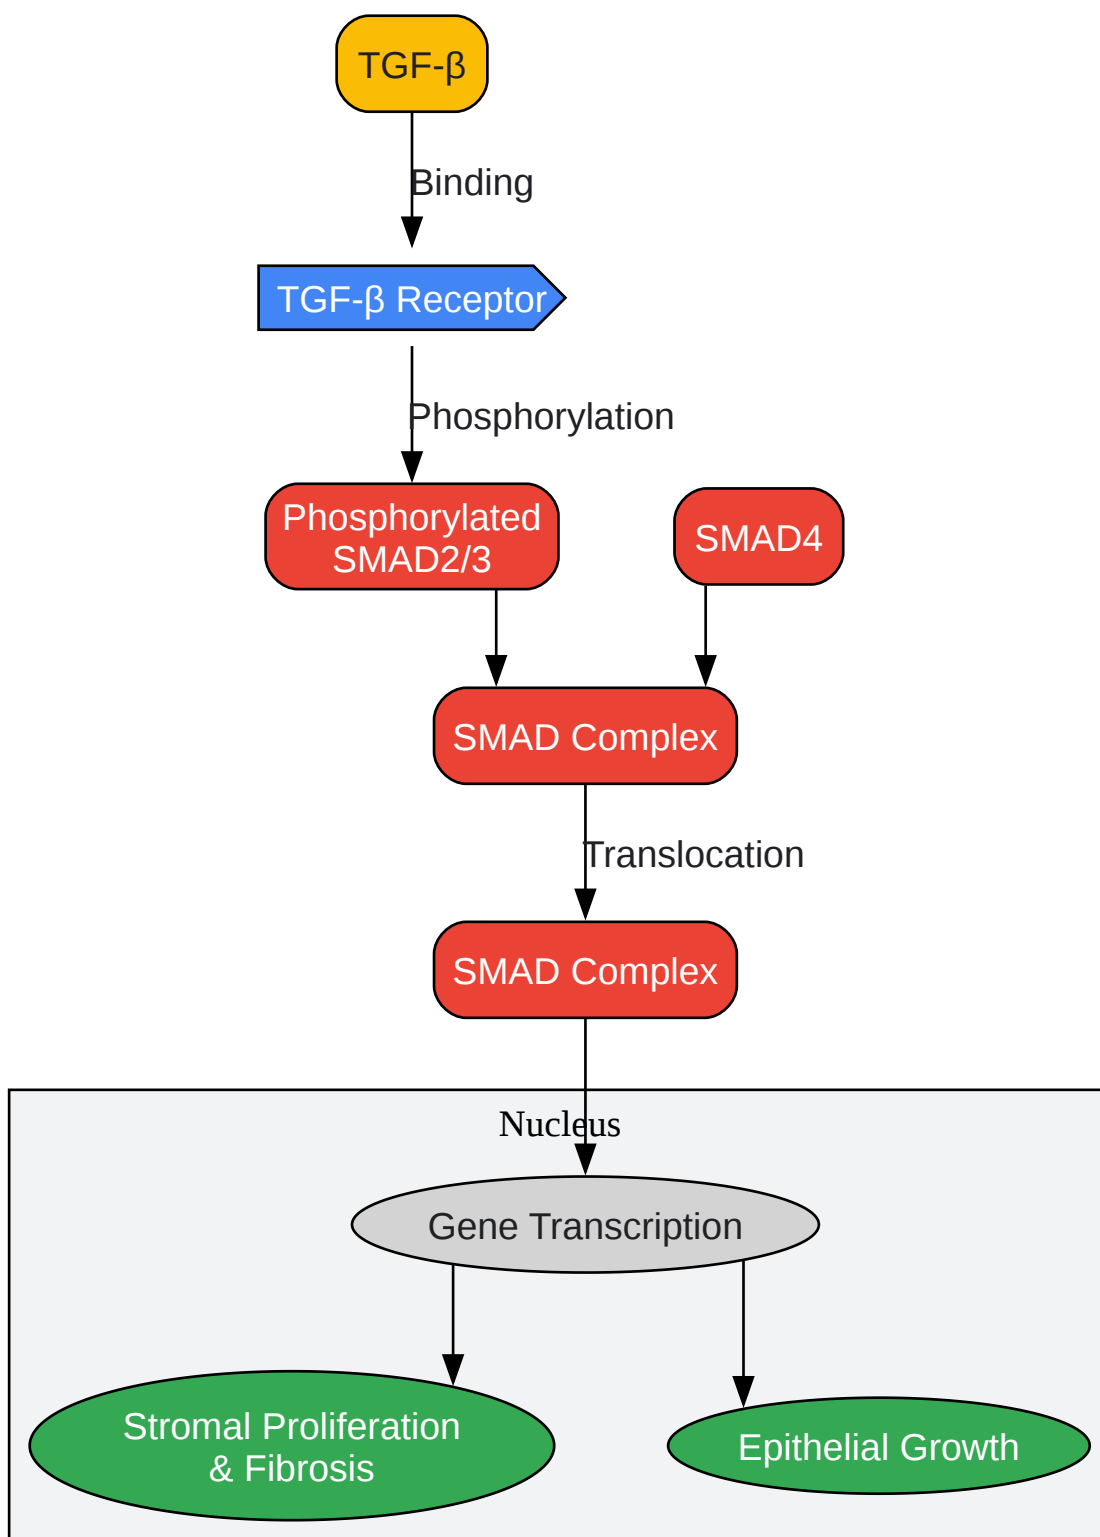 TGF-β
Binding
TGF-β Receptor
Phosphorylation
Phosphorylated
SMAD2/3
SMAD4
SMAD Complex
Translocation
SMAD Complex
Nucleus
Gene Transcription
Stromal Proliferation
& Fibrosis
Epithelial Growth